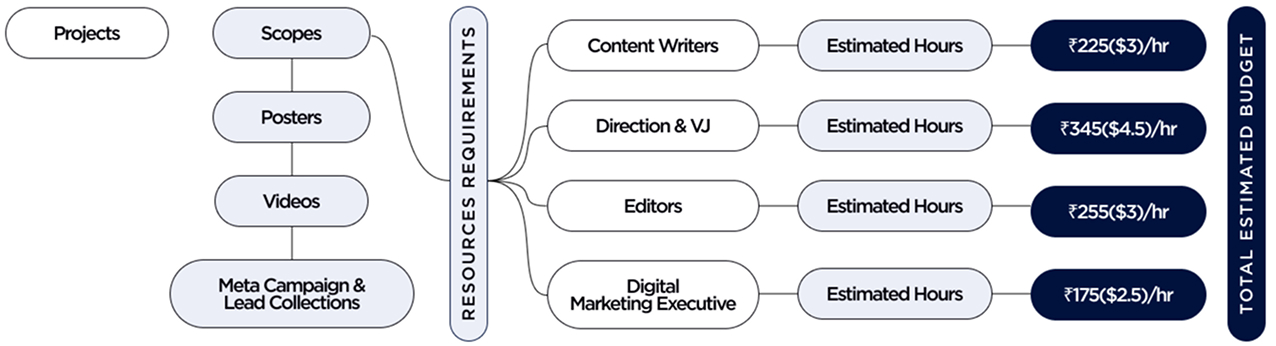 Projects
Scopes
Posters
Videos
Meta Campaign &
Lead Collections
RESOURCES REQUIREMENTS
Content Writers
Estimated Hours
₹225($3)/hr
Direction & VJ
Estimated Hours
₹345($4.5)/hr
Editors
Estimated Hours
₹255($3)/hr
Digital
Marketing Executive
Estimated Hours
₹175($2.5)/hr
TOTAL ESTIMATED BUDGET